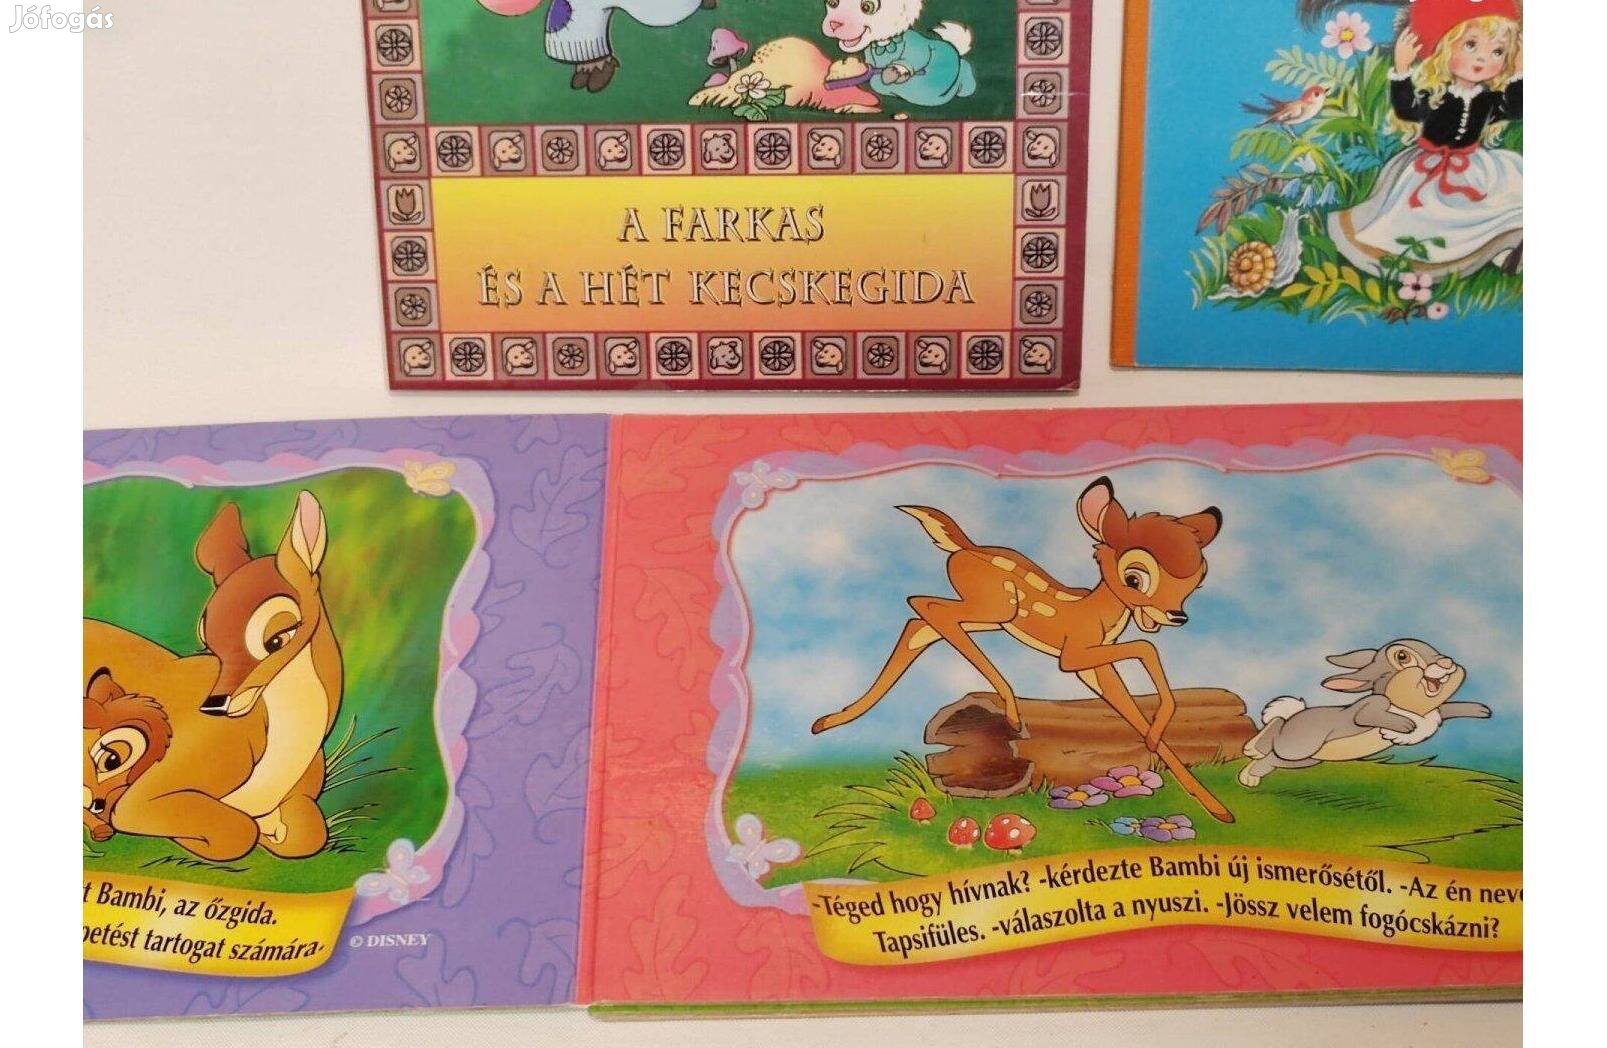 Jófogás
A FARKAS
ÉS A HÉT KECSKEGIDA
Bambi, az őzgida.
tartogat számára-
© DISNEY
-Téged hogy hívnak? -kérdezte Bambi új ismerősétől. -Az én
Tapsifüles. -válaszolta a nyuszi. -Jössz velem fogócskázni?